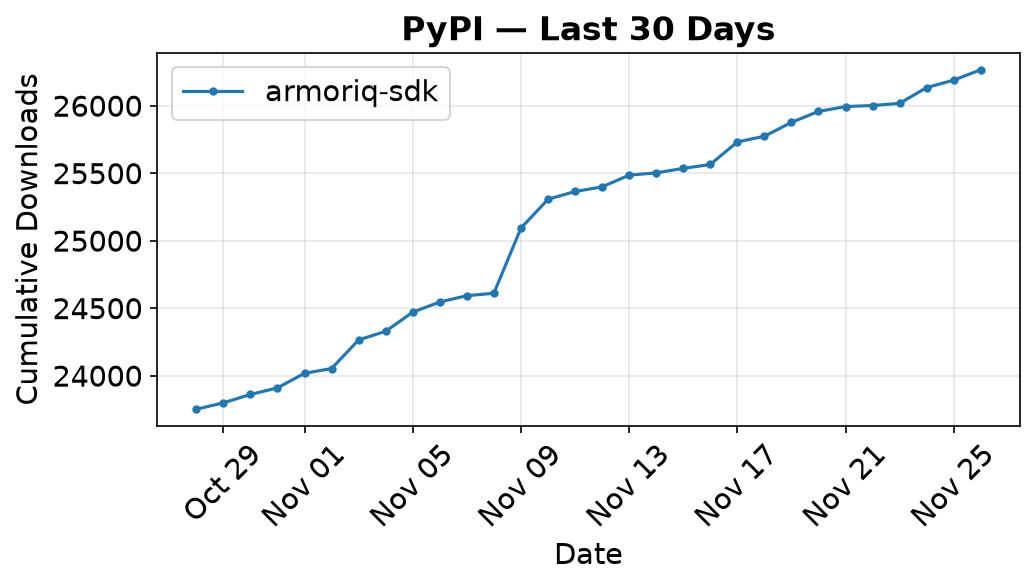 PyPI — Last 30 Days
armoriq-sdk
Cumulative Downloads
26000
25500
25000
24500
24000
Oct 29
Nov 01
Nov 05
Nov 09
Nov 13
Nov 17
Nov 21
Nov 25
Date